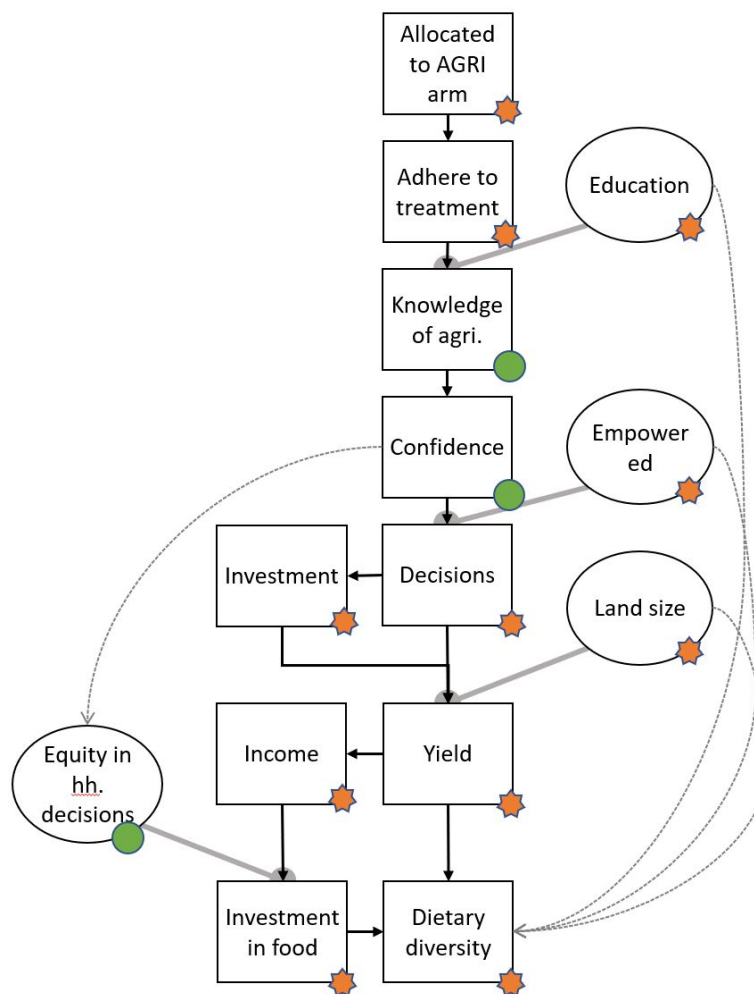 Allocated
to AGRI
arm
Adhere to
treatment
Education
Knowledge
of agri.
Confidence
Empower
ed
Investment
Decisions
Land size
Equity in
hh.
decisions
Income
Yield
Investment
in food
Dietary
diversity